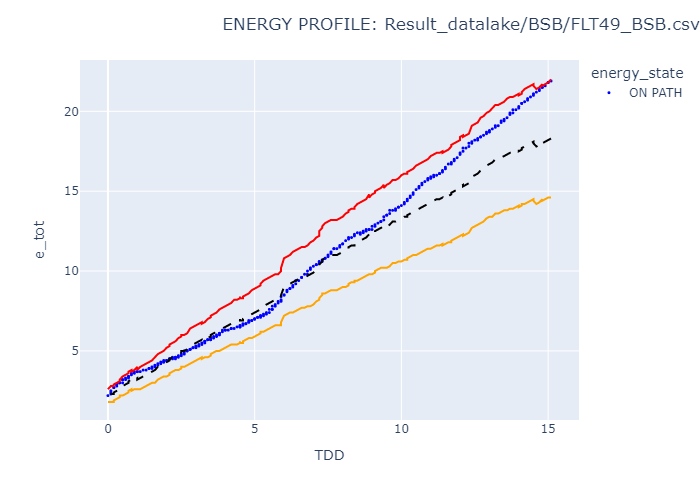 ENERGY PROFILE: Result_datalake/BSB/FLT49_BSB.csv
energy_state
ON PATH
20
15
10
5
e_tot
0
5
10
15
TDD